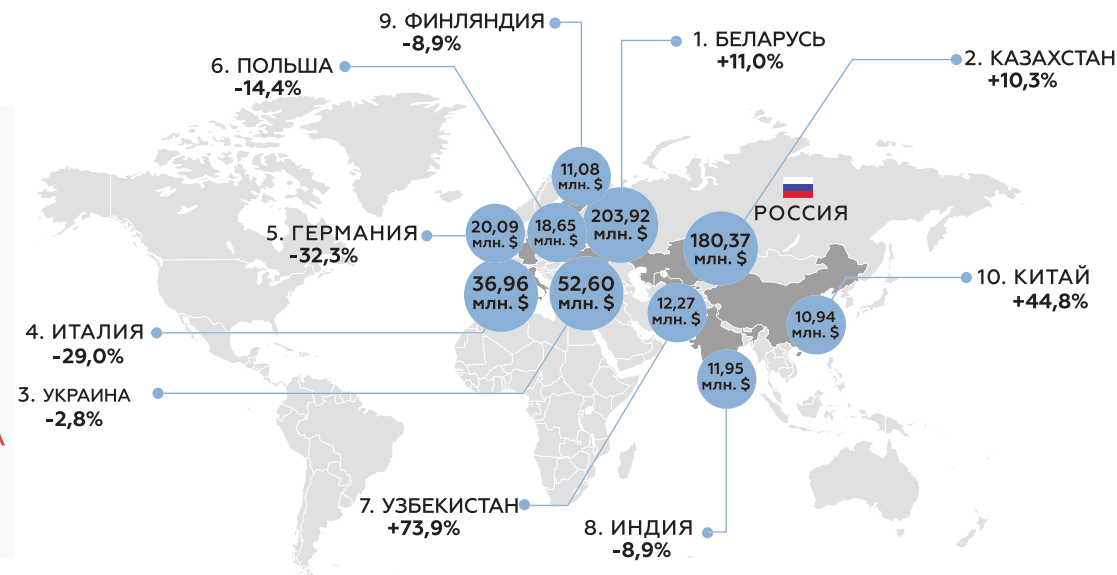 9. ФИНЛЯНДИЯ
-8,9%
1. БЕЛАРУСЬ
+11,0%
6. ПОЛЬША
-14,4%
2. КАЗАХСТАН
+10,3%
11,08
млн. $
РОССИЯ
203,92
млн. $
18,65
млн. $
20,09
млн. $
5. ГЕРМАНИЯ
-32,3%
180,37
млн. $
36,96
млн. $
52,60
млн. $
10. КИТАЙ
+44,8%
12,27
млн. $
10,94
млн. $
4. ИТАЛИЯ
-29,0%
11,95
млн. $
3. УКРАИНА
-2,8%
7. УЗБЕКИСТАН
+73,9%
8. ИНДИЯ
-8,9%